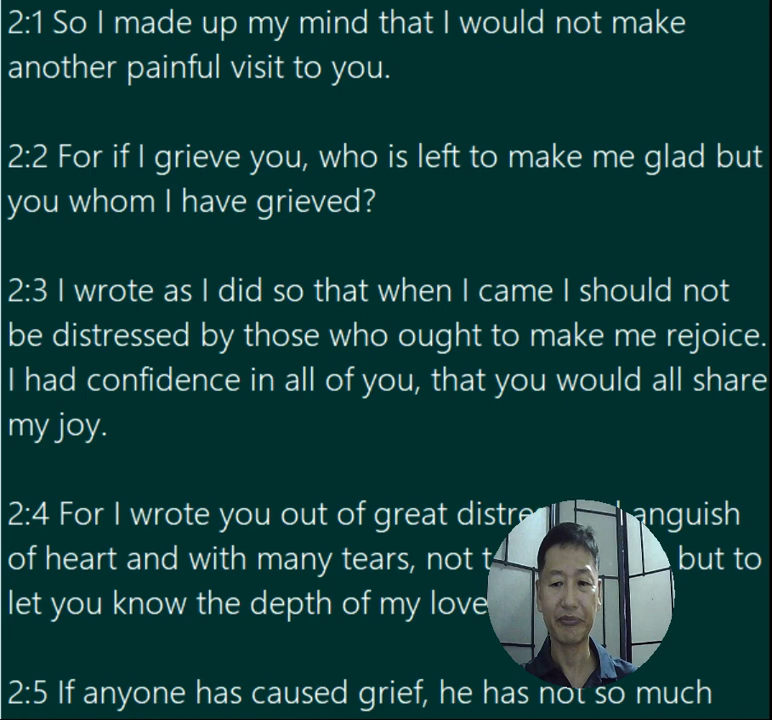 2:1 So I made up my mind that I would not make
another painful visit to you.
2:2 For if I grieve you, who is left to make me glad but
you whom I have grieved?
2:3 I wrote as I did so that when I came I should not
be distressed by those who ought to make me rejoice.
I had confidence in all of you, that you would all share
my joy.
2:4 For I wrote you out of great anguish
of heart and with many tears, not but to
let you know the depth of my love
2:5 If anyone has caused grief, he has not so much